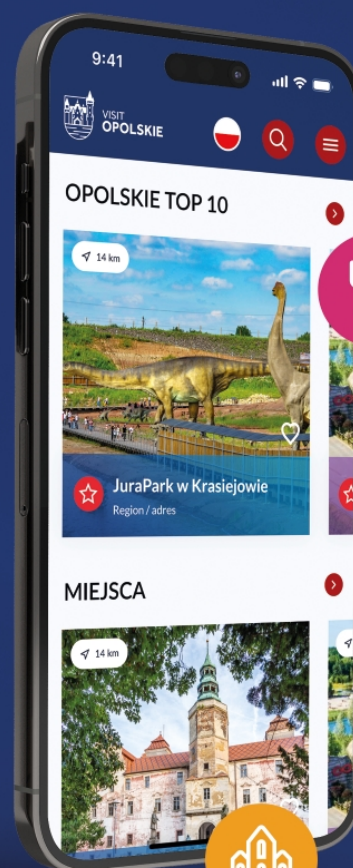 9:41
VISIT
OPOLSKIE
OPOLSKIE TOP 10
14 km
JuraPark w Krasiejowie
Region / adres
MIEJSCA
14 km